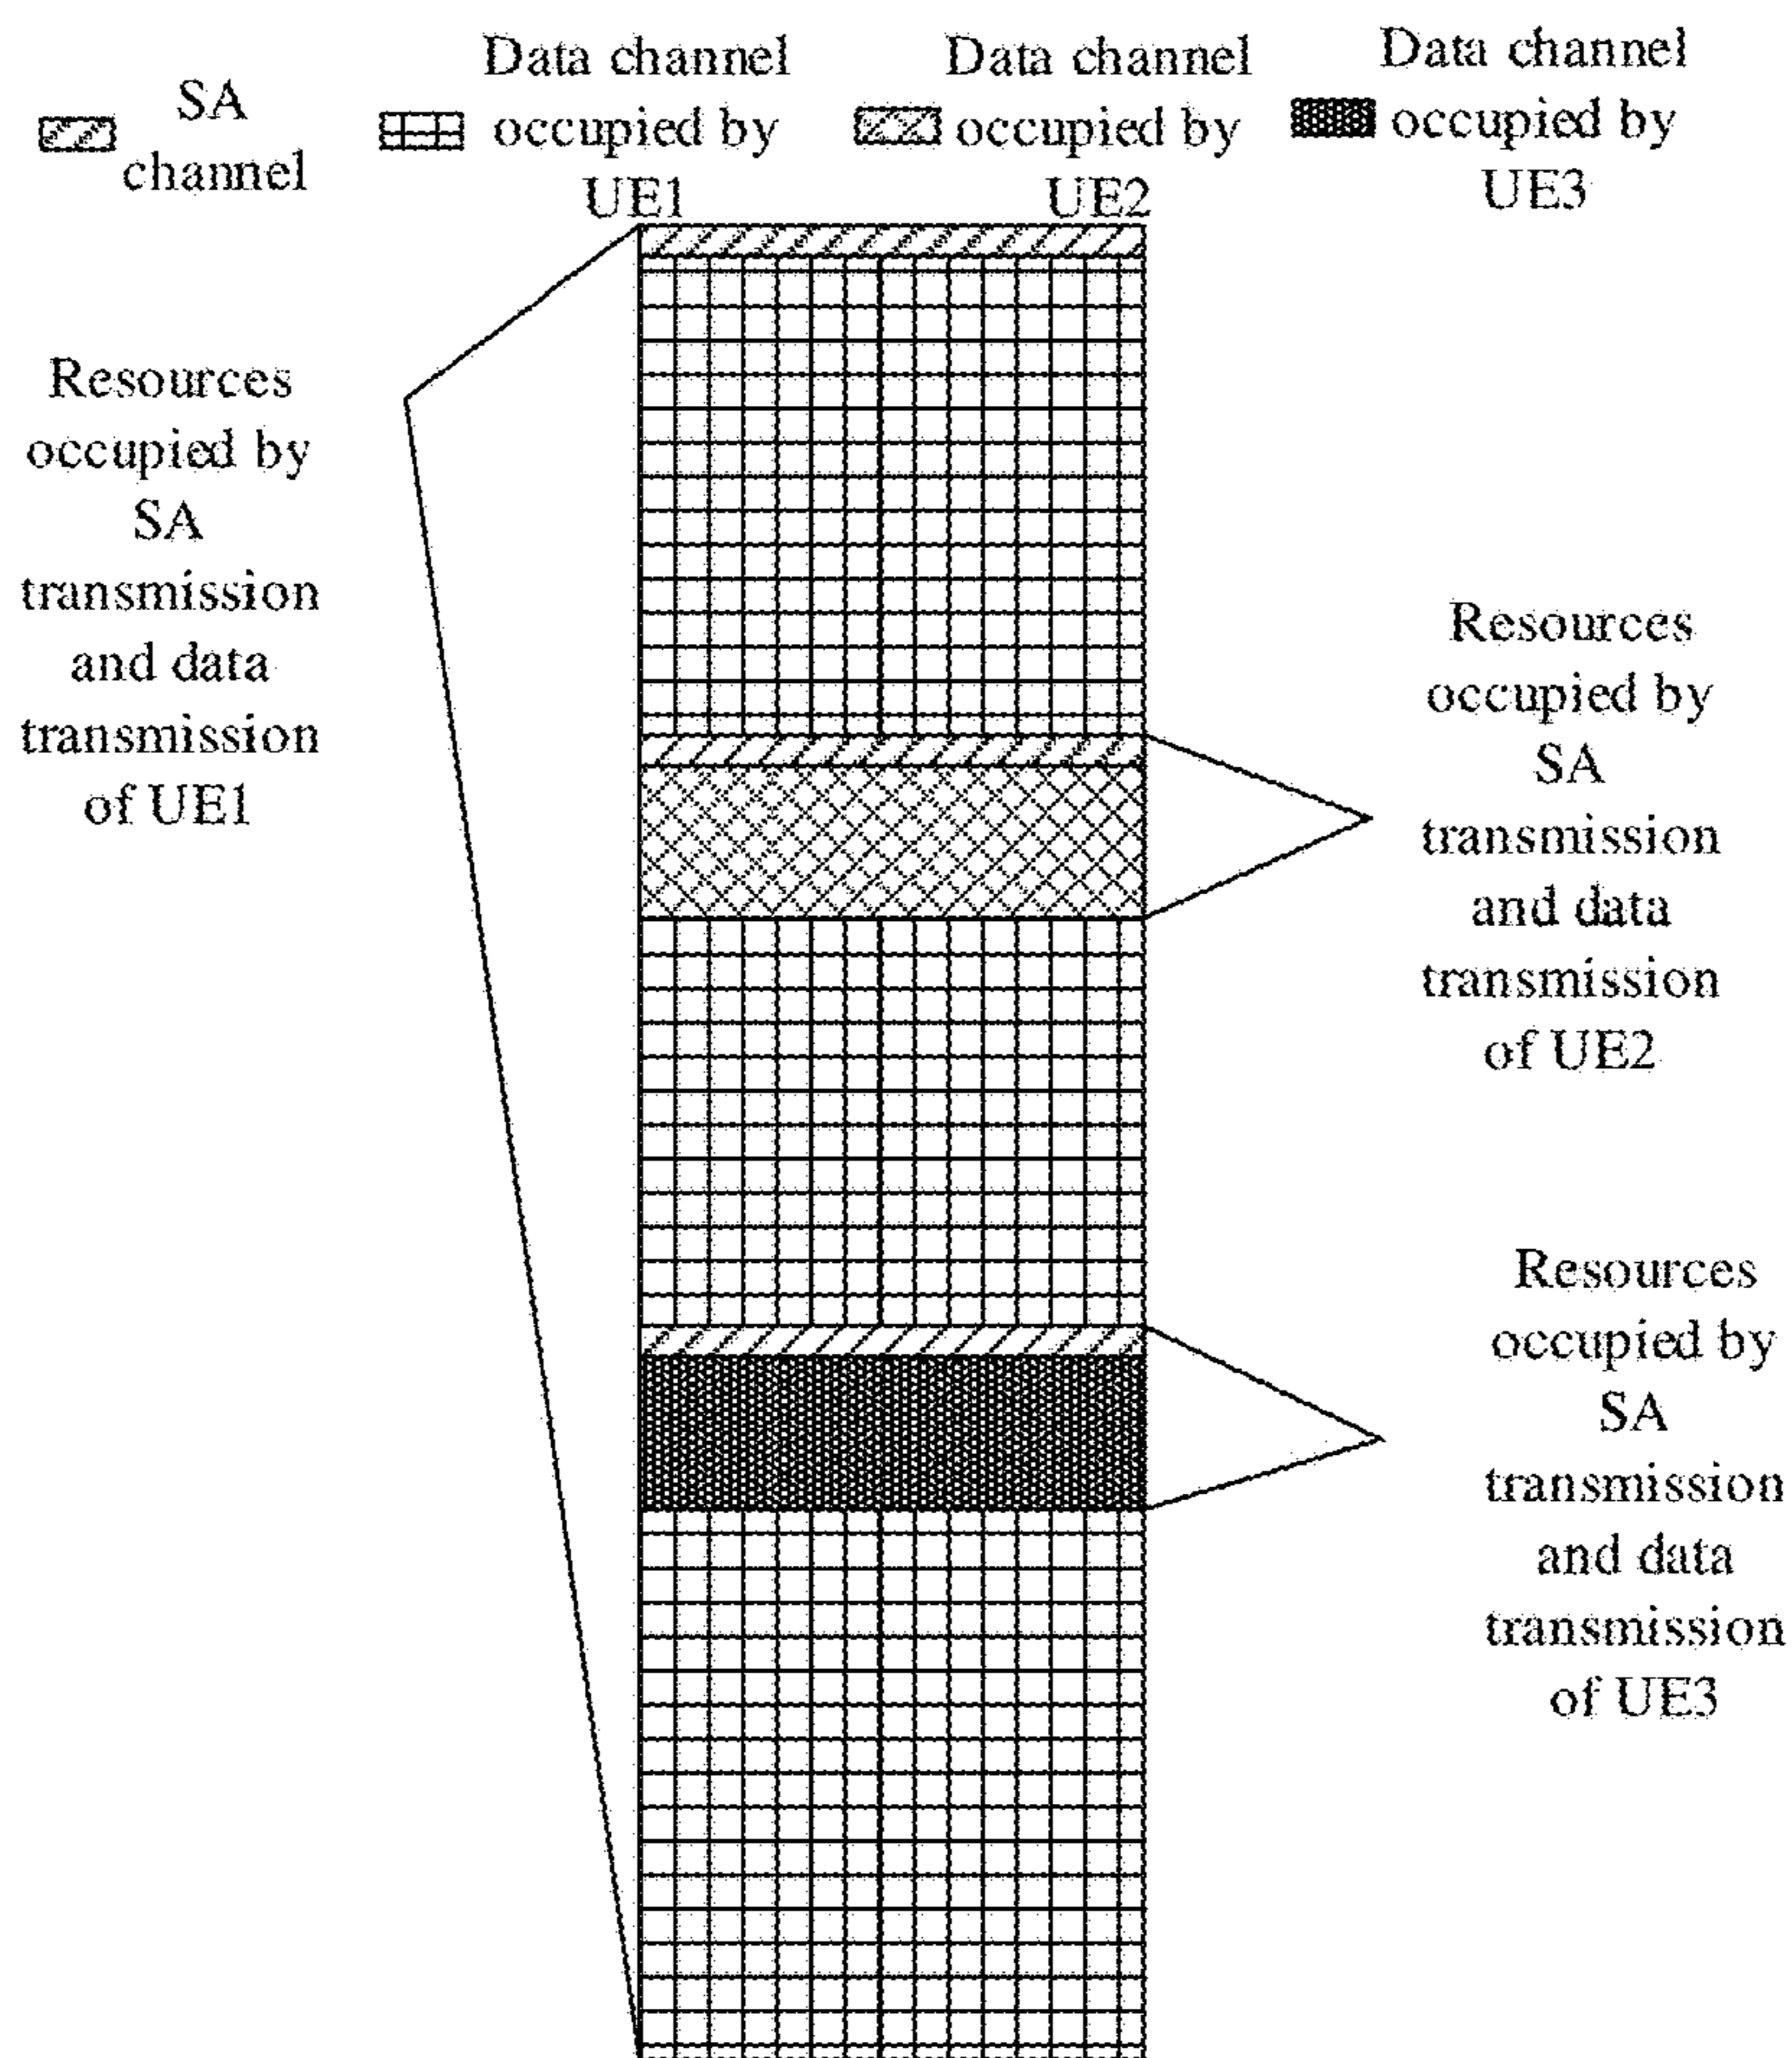 SA
channel
Data channel
occupied by
UE1
Data channel
occupied by
UE2
Data channel
occupied by
UE3
Resources
occupied by
SA
transmission
and data
transmission
of UE1
Resources
occupied by
SA
transmission
and data
transmission
of UE2
Resources
occupied by
SA
transmission
and data
transmission
of UE3